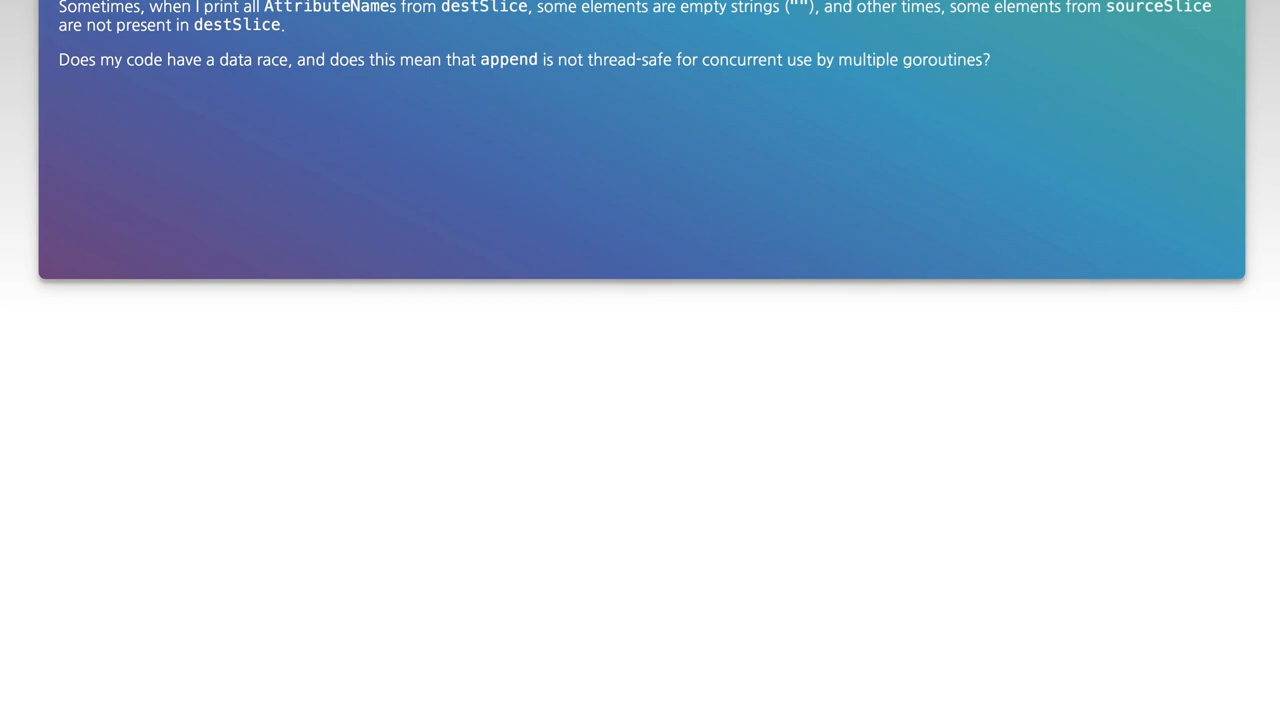 Sometimes, when I print all AttributeNames from destSlice, some elements are empty strings (""), and other times, some elements from sourceSlice
are not present in destSlice.
Does my code have a data race, and does this mean that append is not thread-safe for concurrent use by multiple goroutines?